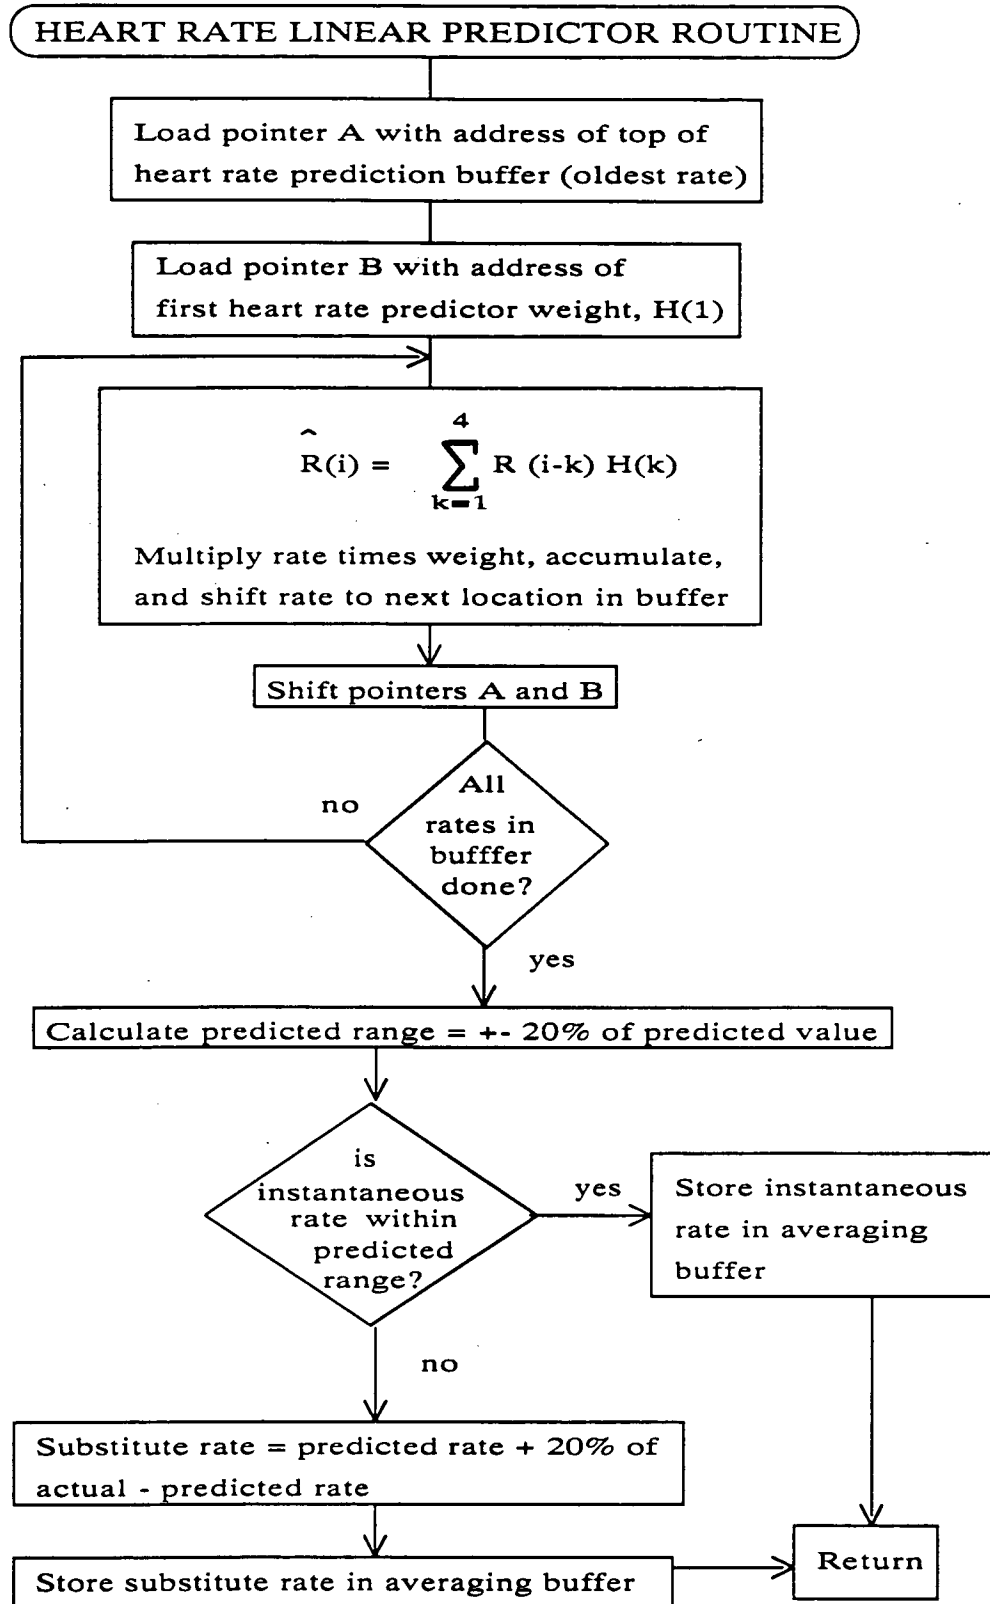 HEART RATE LINEAR PREDICTOR ROUTINE
Load pointer A with address of top of
heart rate prediction buffer (oldest rate)
Load pointer B with address of
first heart rate predictor weight, H(1)
4
^
R(i) = ∑ R (i-k) H(k)
k=1
Multiply rate times weight, accumulate,
and shift rate to next location in buffer
Shift pointers A and B
All
rates in
bufffer
done?
no
yes
Calculate predicted range = +- 20% of predicted value
is
instantaneous
rate within
predicted
range?
yes
Store instantaneous
rate in averaging
buffer
no
Substitute rate = predicted rate + 20% of
actual - predicted rate
Store substitute rate in averaging buffer
Return